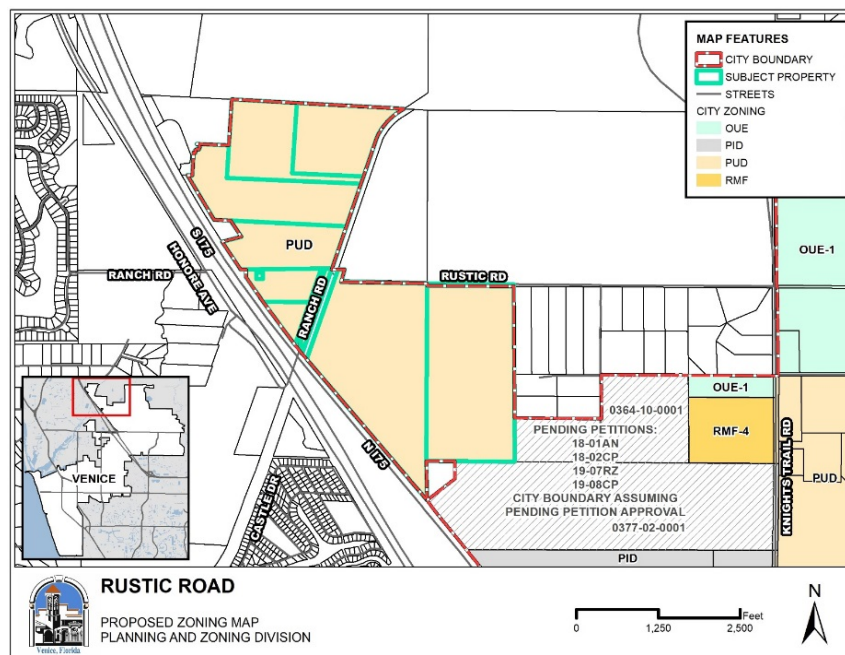 MAP FEATURES
CITY BOUNDARY
SUBJECT PROPERTY
STREETS
CITY ZONING
OUE
PID
PUD
RMF
S I75
HONORE AVE
RANCH RD
PUD
RANCH RD
RUSTIC RD
OUE-1
OUE-1
RMF-4
0364-10-0001
PENDING PETITIONS:
18-01AN
18-02CP
19-07RZ
19-08CP
CITY BOUNDARY ASSUMING
PENDING PETITION APPROVAL
0377-02-0001
KNIGHTS TRAIL RD
PUD
N I75
CASTLE DR
PID
VENICE
RUSTIC ROAD
PROPOSED ZONING MAP
PLANNING AND ZONING DIVISION
Venice, Florida
Feet
0 1,250 2,500
N